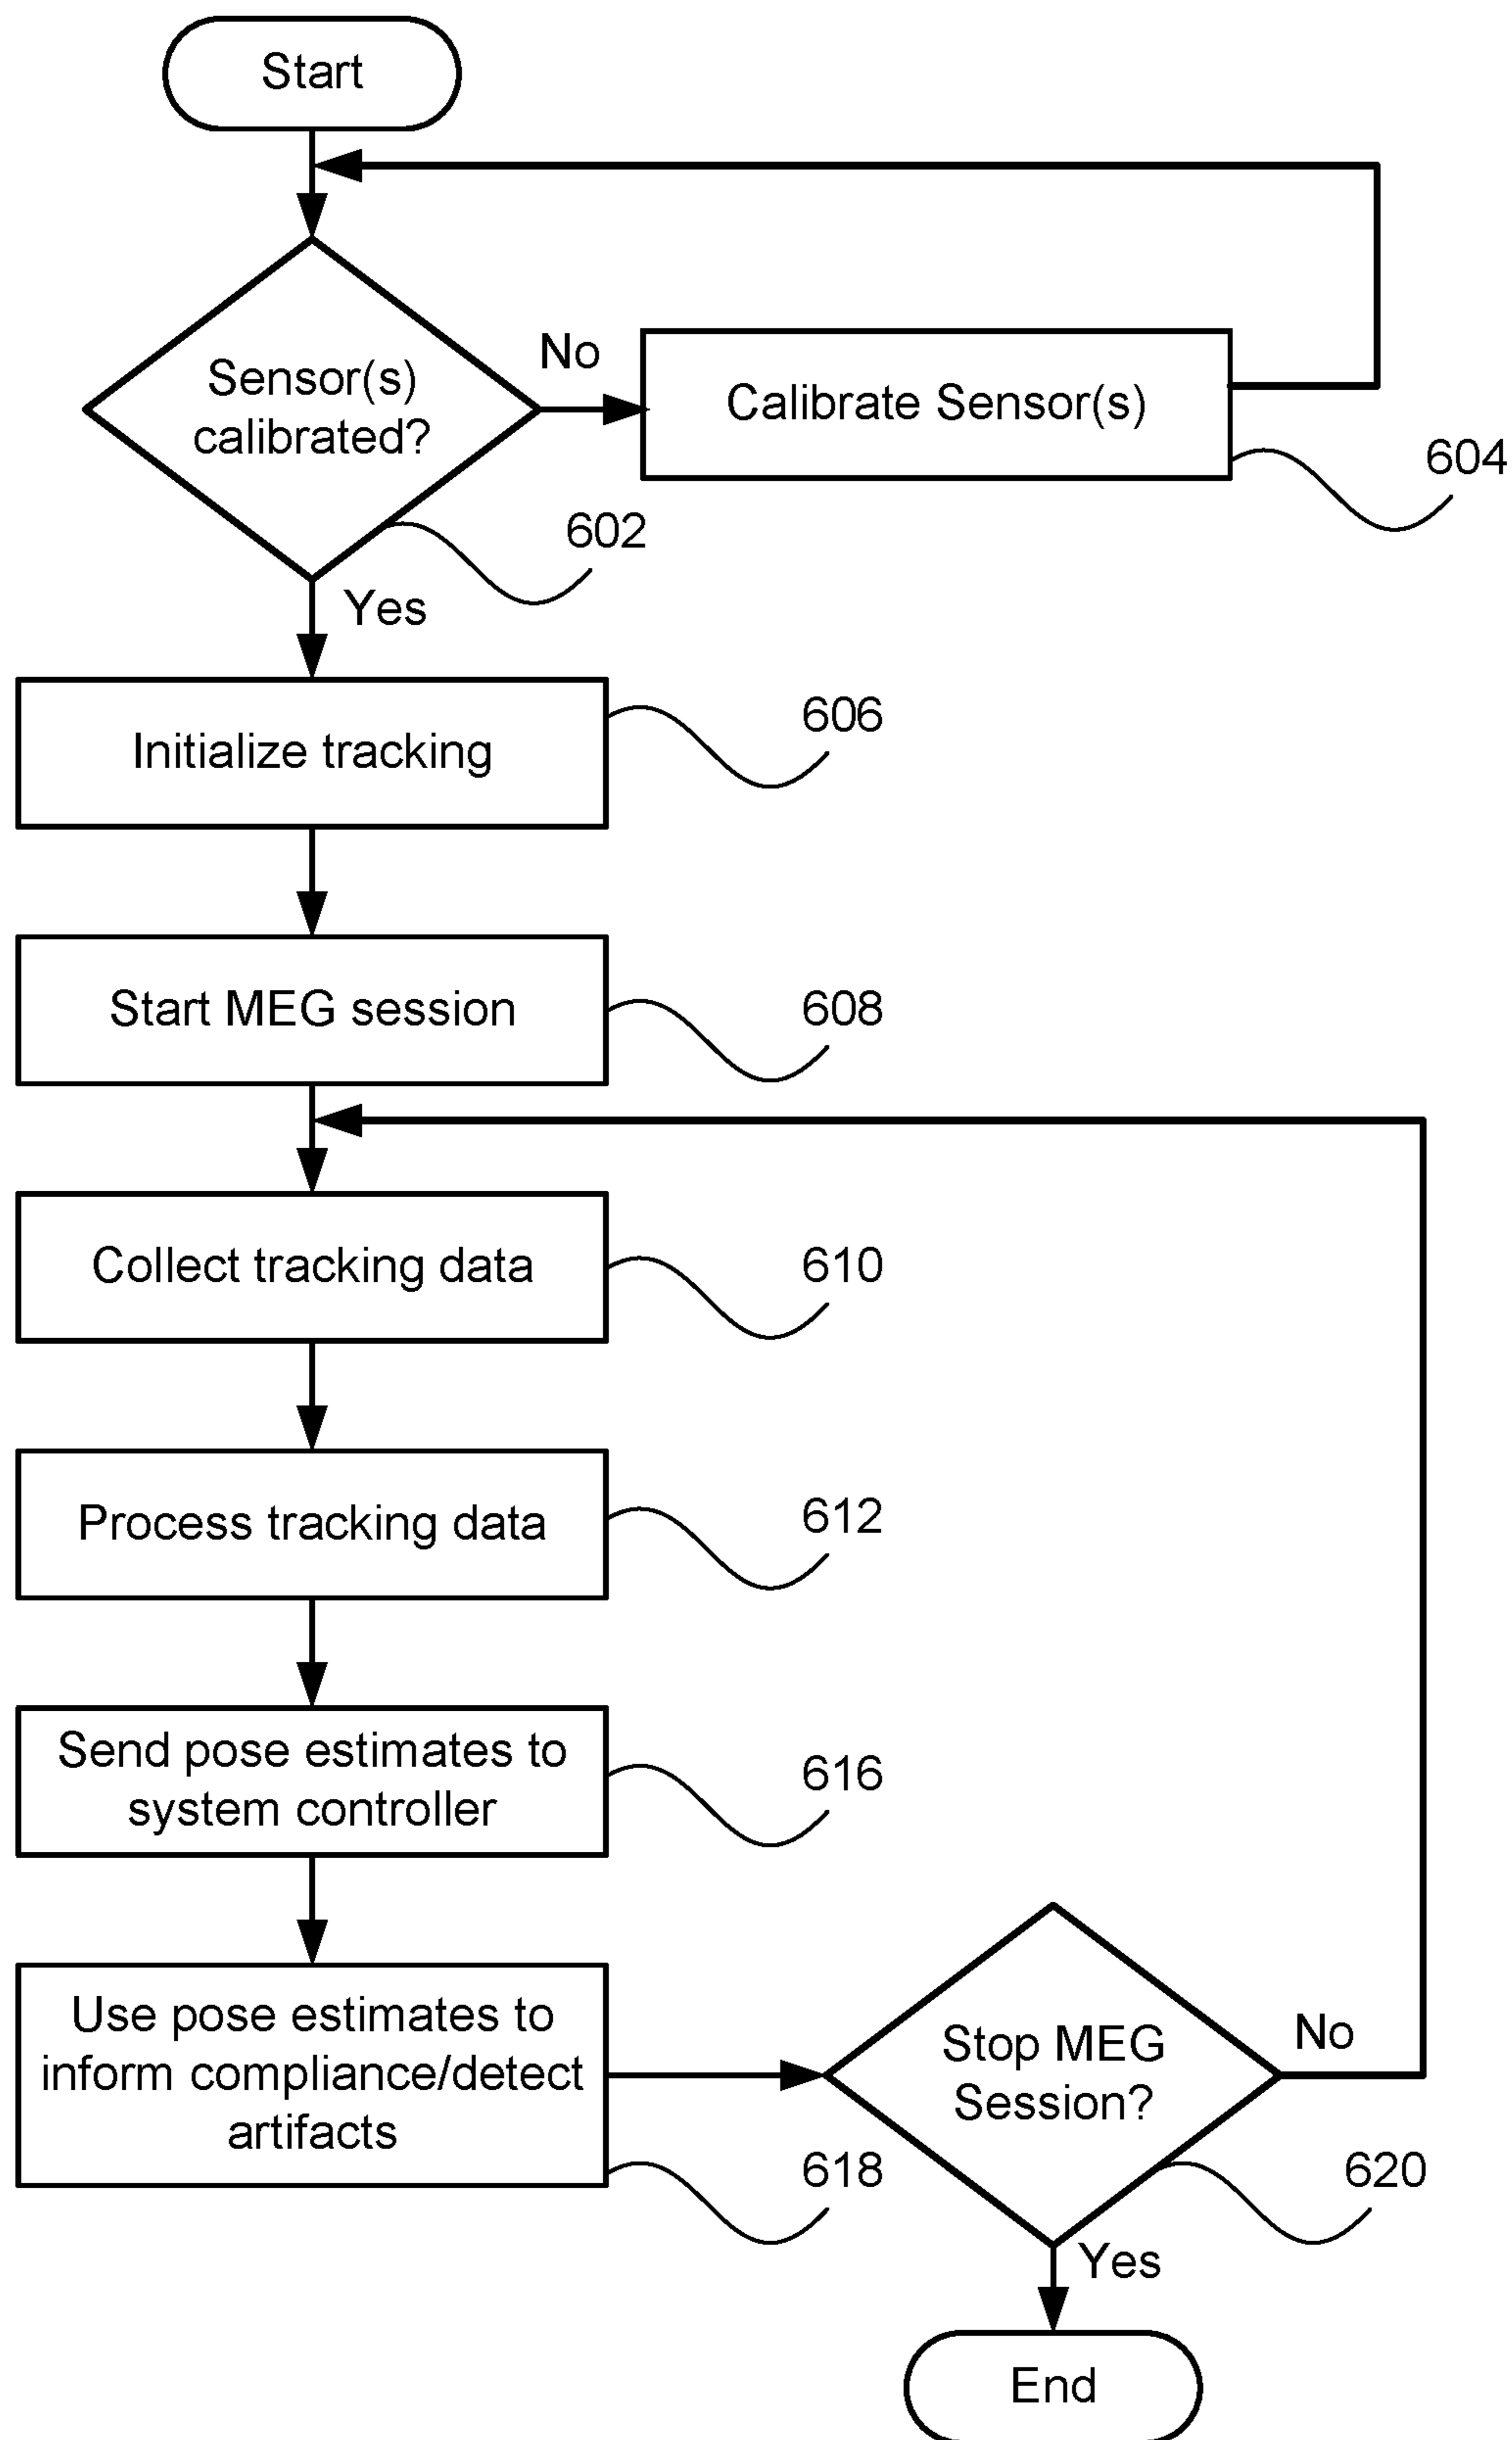 Start
Sensor(s)
calibrated?
No
Calibrate Sensor(s)
604
602
Yes
Initialize tracking
606
Start MEG session
608
Collect tracking data
610
Process tracking data
612
Send pose estimates to
system controller
616
Use pose estimates to
inform compliance/detect
artifacts
618
Stop MEG
Session?
No
620
Yes
End